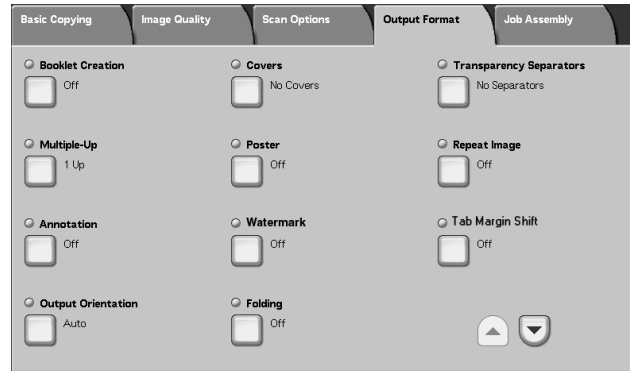 Basic Copying
Image Quality
Scan Options
Output Format
Job Assembly
Booklet Creation
Off
Covers
No Covers
Transparency Separators
No Separators
Multiple-Up
1 Up
Poster
Off
Repeat Image
Off
Annotation
Off
Watermark
Off
Tab Margin Shift
Off
Output Orientation
Auto
Folding
Off